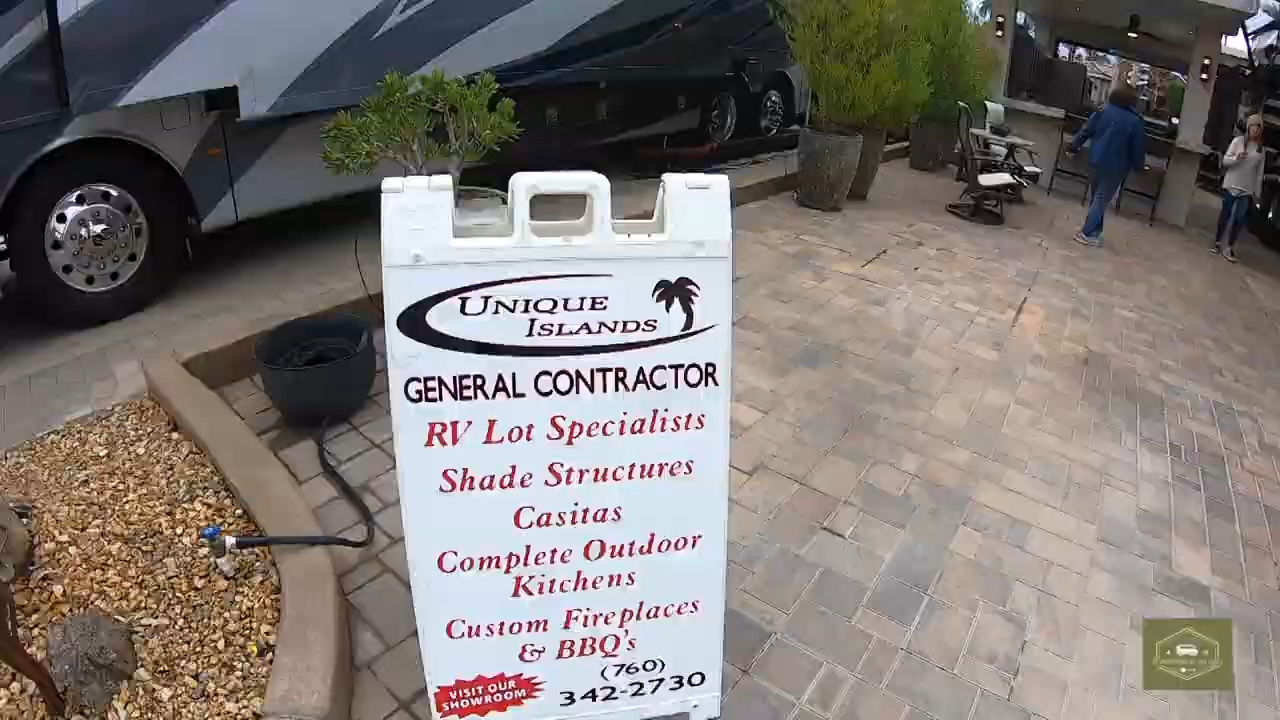 UNIQUE
ISLANDS
GENERAL CONTRACTOR
RV Lot Specialists
Shade Structures
Casitas
Complete Outdoor
Kitchens
Custom Fireplaces
& BBQ's
(760)
VISIT OUR
SHOWROOM
342-2730